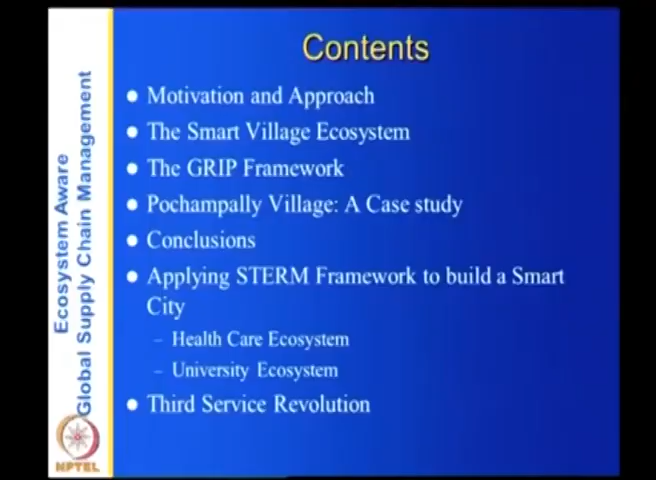 Contents
Motivation and Approach
The Smart Village Ecosystem
The GRIP Framework
Pochampally Village: A Case study
Conclusions
Applying STERM Framework to build a Smart
City
– Health Care Ecosystem
– University Ecosystem
Third Service Revolution
Ecosystem Aware
Global Supply Chain Management
NPTEL